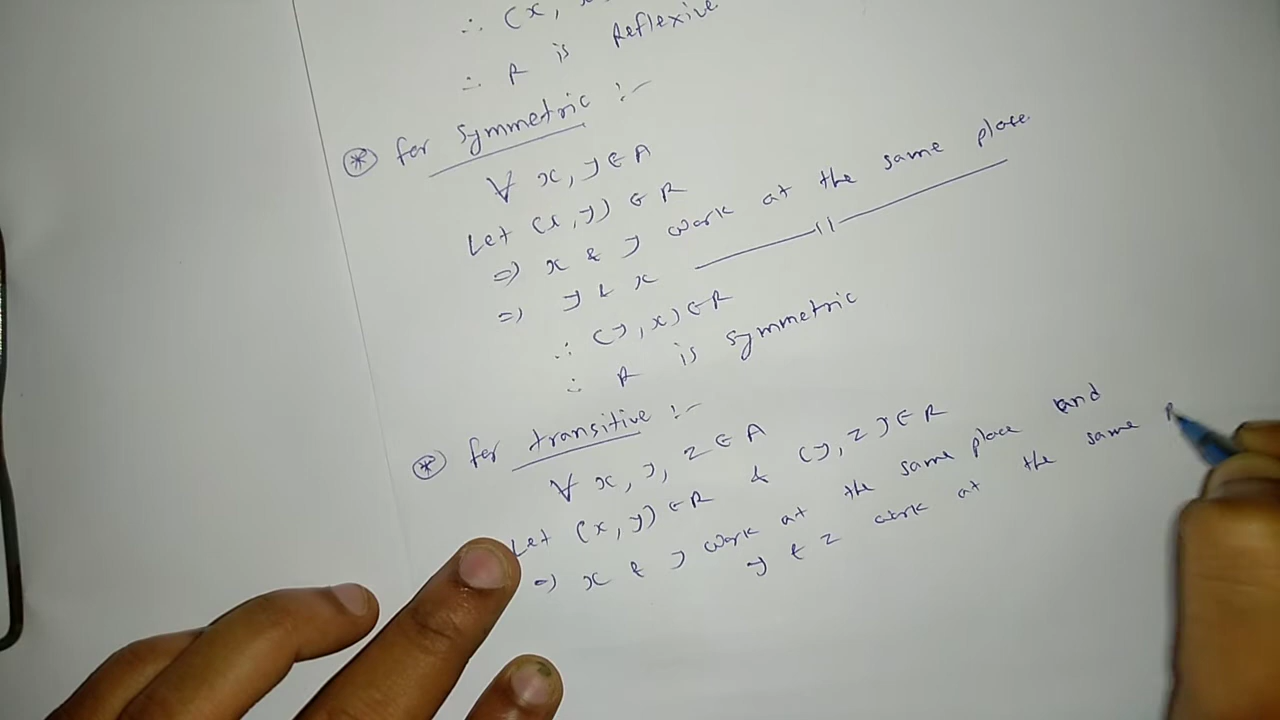 ∴ (x,
∴ R is Reflexive
* for symmetric :-
∀ x, y ∈ A
Let (x, y) ∈ R
⇒ x & y work at the same place
⇒ y & x ——— 11 ———
∴ (y, x) ∈ R
∴ R is symmetric
* for transitive :-
∀ x, y, z ∈ A
Let (x, y) ∈ R & (y, z) ∈ R
⇒ x & y work at the same place and
y & z work at the same